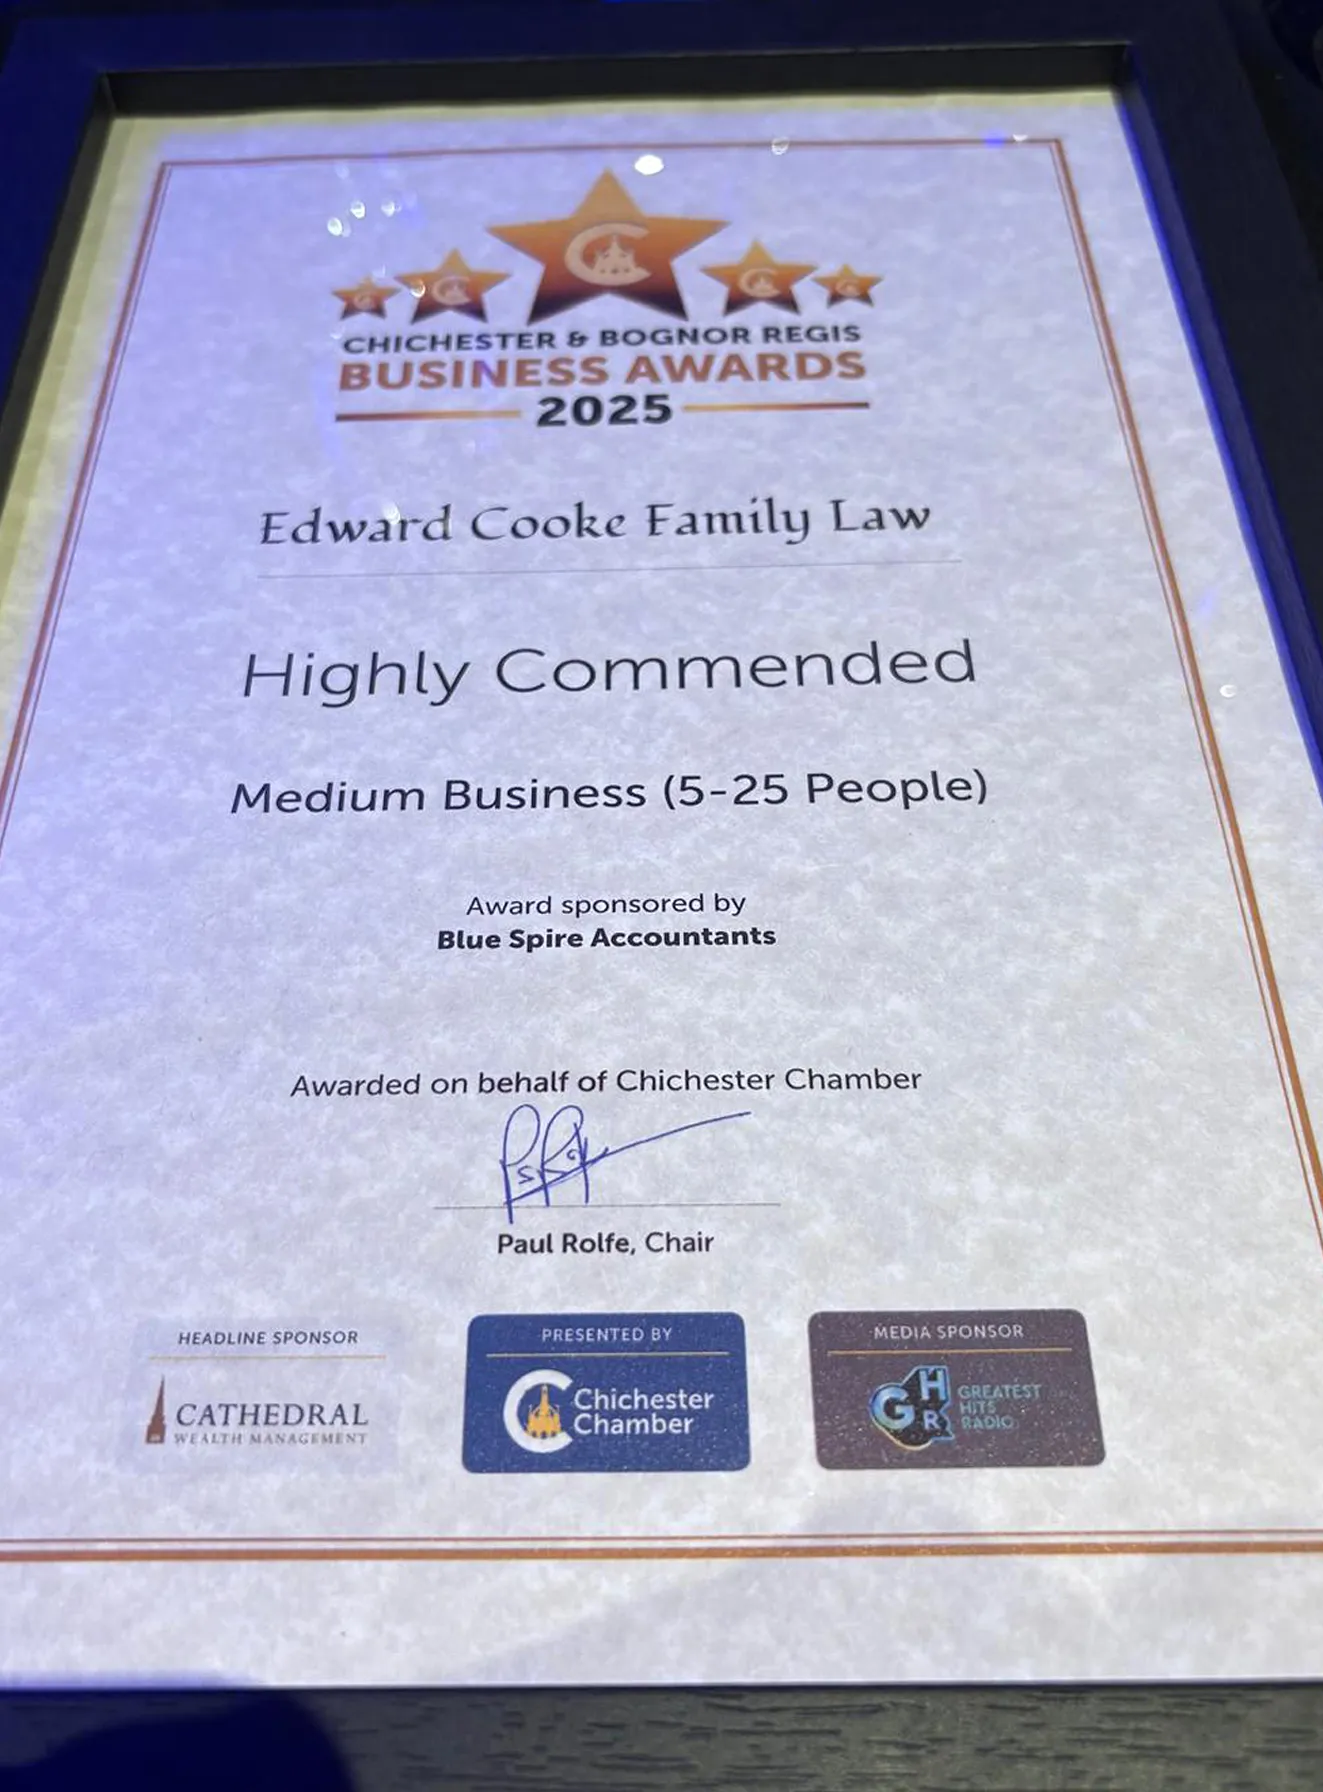 CHICHESTER & BOGNOR REGIS
BUSINESS AWARDS
2025
Edward Cooke Family Law
Highly Commended
Medium Business (5-25 People)
Award sponsored by
Blue Spire Accountants
Awarded on behalf of Chichester Chamber
Paul Rolfe, Chair
HEADLINE SPONSOR
CATHEDRAL
WEALTH MANAGEMENT
PRESENTED BY
Chichester
Chamber
MEDIA SPONSOR
GHR
GREATEST
HITS
RADIO